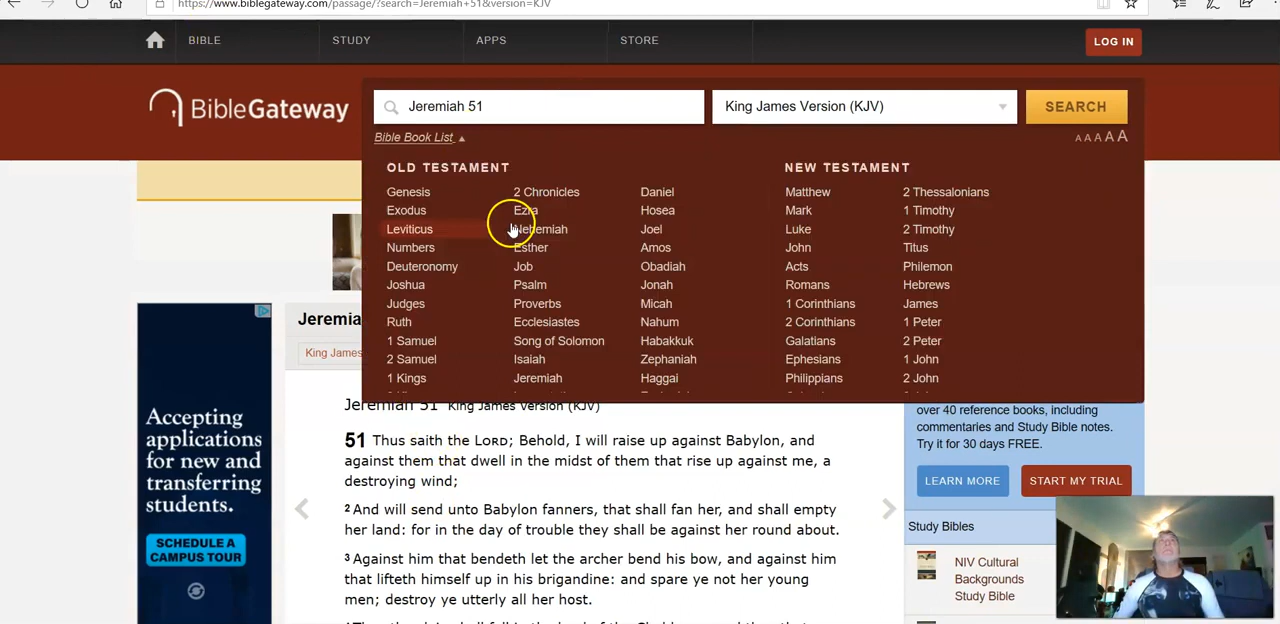 https://www.biblegateway.com/passage/?search=Jeremiah+51&version=KJV
BIBLE STUDY APPS STORE LOG IN
BibleGateway
Jeremiah 51
King James Version (KJV)
SEARCH
Bible Book List
A A A A A
OLD TESTAMENT
NEW TESTAMENT
Genesis 2 Chronicles Daniel Matthew 2 Thessalonians
Exodus Ezra Hosea Mark 1 Timothy
Leviticus Nehemiah Joel Luke 2 Timothy
Numbers Esther Amos John Titus
Deuteronomy Job Obadiah Acts Philemon
Joshua Psalm Jonah Romans Hebrews
Judges Proverbs Micah 1 Corinthians James
Ruth Ecclesiastes Nahum 2 Corinthians 1 Peter
1 Samuel Song of Solomon Habakkuk Galatians 2 Peter
2 Samuel Isaiah Zephaniah Ephesians 1 John
1 Kings Jeremiah Haggai Philippians 2 John
Jeremia
King James
Jeremiah 51 King James Version (KJV)
51 Thus saith the LORD; Behold, I will raise up against Babylon, and
against them that dwell in the midst of them that rise up against me, a
destroying wind;
2 And will send unto Babylon fanners, that shall fan her, and shall empty
her land: for in the day of trouble they shall be against her round about.
3 Against him that bendeth let the archer bend his bow, and against him
that lifteth himself up in his brigandine: and spare ye not her young
men; destroy ye utterly all her host.
Accepting
applications
for new and
transferring
students.
SCHEDULE A
CAMPUS TOUR
over 40 reference books, including
commentaries and Study Bible notes.
Try it for 30 days FREE.
LEARN MORE
START MY TRIAL
Study Bibles
NIV Cultural
Backgrounds
Study Bible